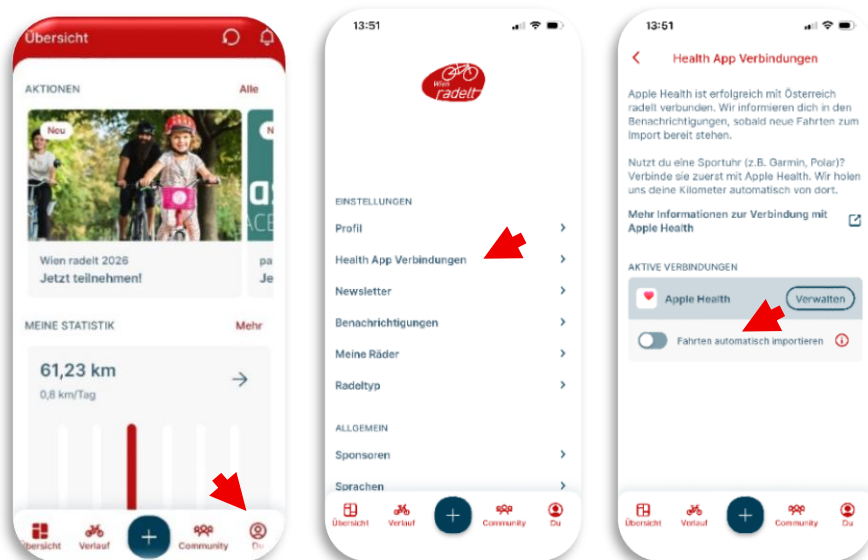 Übersicht
AKTIONEN
Alle
Neu
N
as
ACE
Wien radelt 2026
Jetzt teilnehmen!
pa
Je
MEINE STATISTIK
Mehr
61,23 km
0,8 km/Tag
Übersicht
Verlauf
+
Community
Du
13:51
Wien
radelt
EINSTELLUNGEN
Profil
Health App Verbindungen
Newsletter
Benachrichtigungen
Meine Räder
Radeltyp
ALLGEMEIN
Sponsoren
Sprachen
Übersicht
Verlauf
+
Community
Du
13:51
Health App Verbindungen
Apple Health ist erfolgreich mit Österreich
radelt verbunden. Wir informieren dich in den
Benachrichtigungen, sobald neue Fahrten zum
Import bereit stehen.
Nutzt du eine Sportuhr (z.B. Garmin, Polar)?
Verbinde sie zuerst mit Apple Health. Wir holen
uns deine Kilometer automatisch von dort.
Mehr Informationen zur Verbindung mit
Apple Health
AKTIVE VERBINDUNGEN
Apple Health
Verwalten
Fahrten automatisch importieren
Übersicht
Verlauf
+
Community
Du